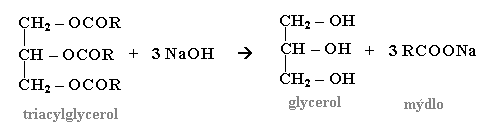 CH₂ – OCOR CH₂ – OH
CH – OCOR + 3 NaOH → CH – OH + 3 RCOONa
CH₂ – OCOR CH₂ – OH
triacylglycerol glycerol mýdlo